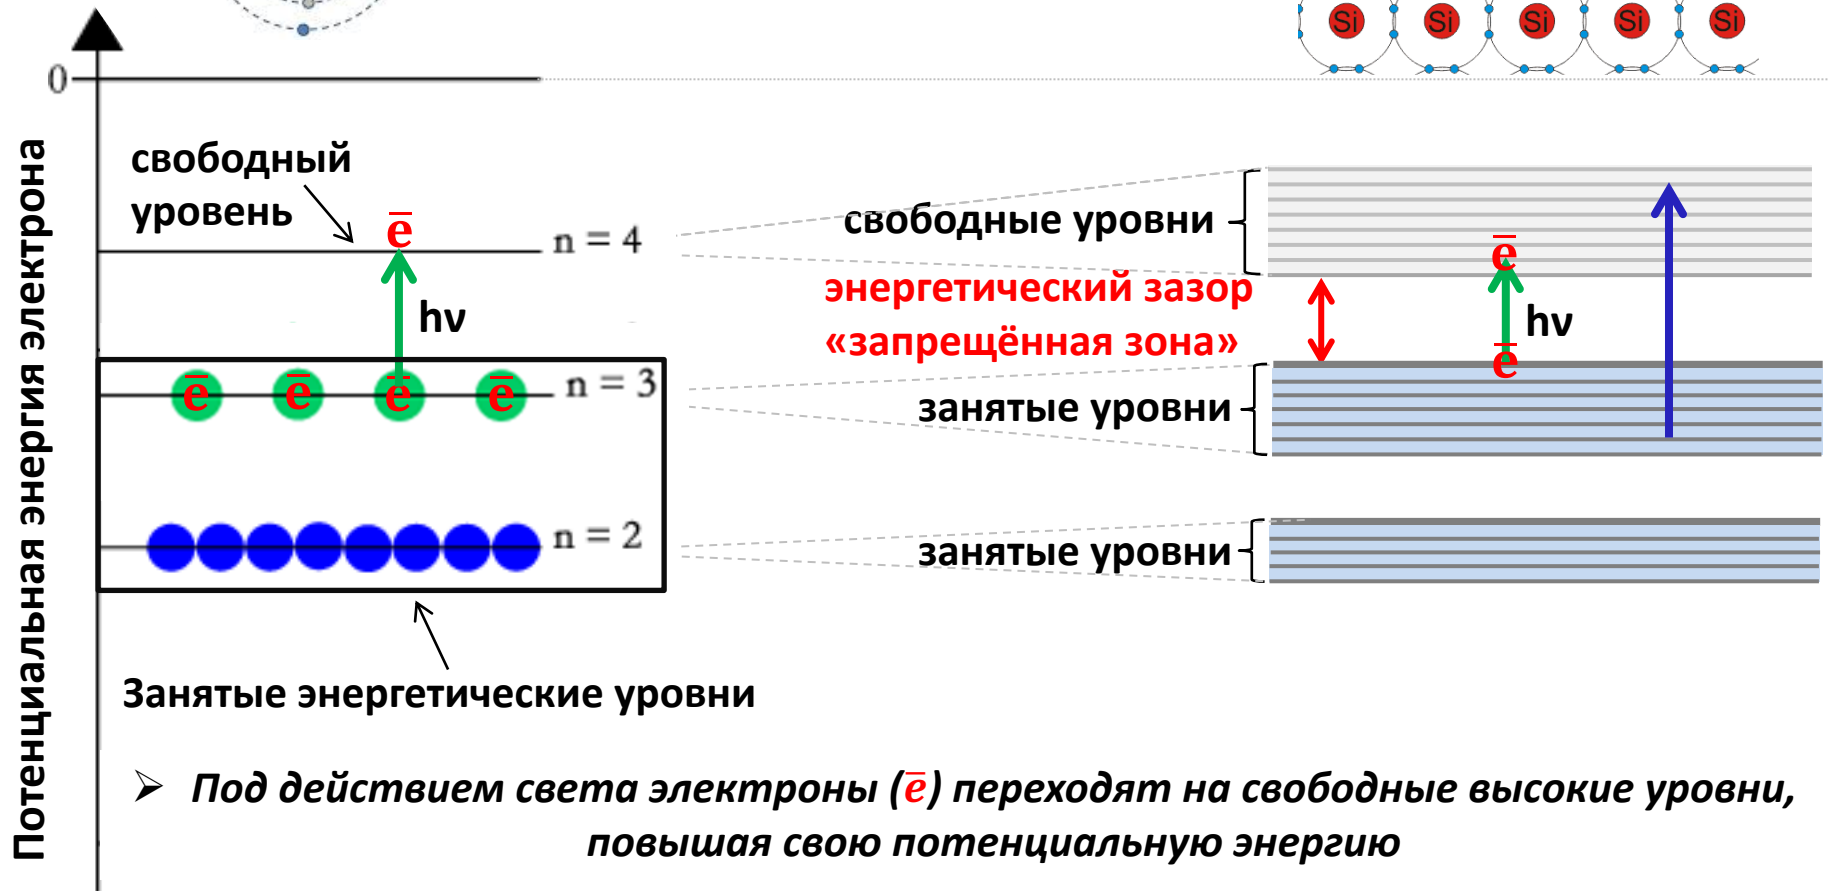 Si Si Si Si Si
0
Потенциальная энергия электрона
свободный
уровень
e̅
n = 4
hν
e̅ e̅ e̅ e̅
n = 3
n = 2
Занятые энергетические уровни
свободные уровни
энергетический зазор
«запрещённая зона»
занятые уровни
занятые уровни
e̅
hν
e̅
➢ Под действием света электроны (e̅) переходят на свободные высокие уровни,
повышая свою потенциальную энергию